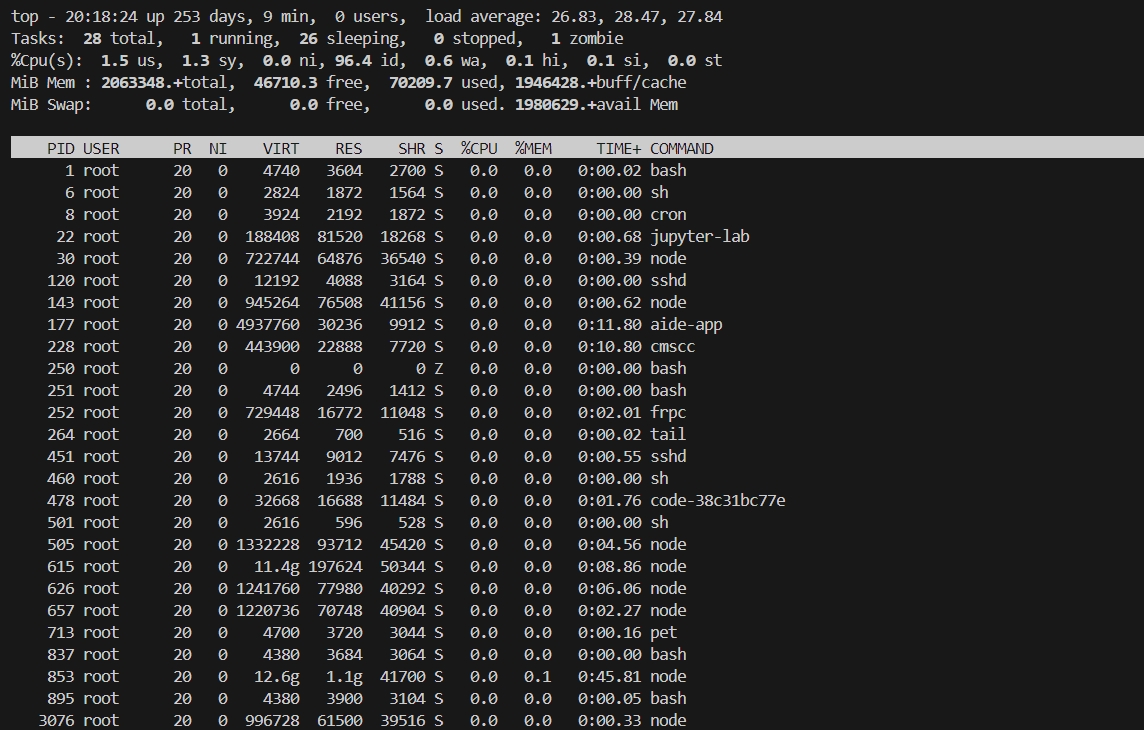 top - 20:18:24 up 253 days, 9 min,  0 users,  load average: 26.83, 28.47, 27.84
Tasks:  28 total,   1 running,  26 sleeping,   0 stopped,   1 zombie
%Cpu(s):  1.5 us,  1.3 sy,  0.0 ni, 96.4 id,  0.6 wa,  0.1 hi,  0.1 si,  0.0 st
MiB Mem : 2063348.+total,  46710.3 free,  70209.7 used, 1946428.+buff/cache
MiB Swap:      0.0 total,      0.0 free,      0.0 used. 1980629.+avail Mem
PID USER      PR  NI    VIRT    RES    SHR S  %CPU  %MEM     TIME+ COMMAND
1 root      20   0    4740   3604   2700 S   0.0   0.0   0:00.02 bash
6 root      20   0    2824   1872   1564 S   0.0   0.0   0:00.00 sh
8 root      20   0    3924   2192   1872 S   0.0   0.0   0:00.00 cron
22 root      20   0  188408  81520  18268 S   0.0   0.0   0:00.68 jupyter-lab
30 root      20   0  722744  64876  36540 S   0.0   0.0   0:00.39 node
120 root      20   0   12192   4088   3164 S   0.0   0.0   0:00.00 sshd
143 root      20   0  945264  76508  41156 S   0.0   0.0   0:00.62 node
177 root      20   0 4937760  30236   9912 S   0.0   0.0   0:11.80 aide-app
228 root      20   0  443900  22888   7720 S   0.0   0.0   0:10.80 cmscc
250 root      20   0       0      0      0 Z   0.0   0.0   0:00.00 bash
251 root      20   0    4744   2496   1412 S   0.0   0.0   0:00.00 bash
252 root      20   0  729448  16772  11048 S   0.0   0.0   0:02.01 frpc
264 root      20   0    2664    700    516 S   0.0   0.0   0:00.02 tail
451 root      20   0   13744   9012   7476 S   0.0   0.0   0:00.55 sshd
460 root      20   0    2616   1936   1788 S   0.0   0.0   0:00.00 sh
478 root      20   0   32668  16688  11484 S   0.0   0.0   0:01.76 code-38c31bc77e
501 root      20   0    2616    596    528 S   0.0   0.0   0:00.00 sh
505 root      20   0 1332228  93712  45420 S   0.0   0.0   0:04.56 node
615 root      20   0   11.4g 197624  50344 S   0.0   0.0   0:08.86 node
626 root      20   0 1241760  77980  40292 S   0.0   0.0   0:06.06 node
657 root      20   0 1220736  70748  40904 S   0.0   0.0   0:02.27 node
713 root      20   0    4700   3720   3044 S   0.0   0.0   0:00.16 pet
837 root      20   0    4380   3684   3064 S   0.0   0.0   0:00.00 bash
853 root      20   0   12.6g   1.1g  41700 S   0.0   0.1   0:45.81 node
895 root      20   0    4380   3900   3104 S   0.0   0.0   0:00.05 bash
3076 root      20   0  996728  61500  39516 S   0.0   0.0   0:00.33 node